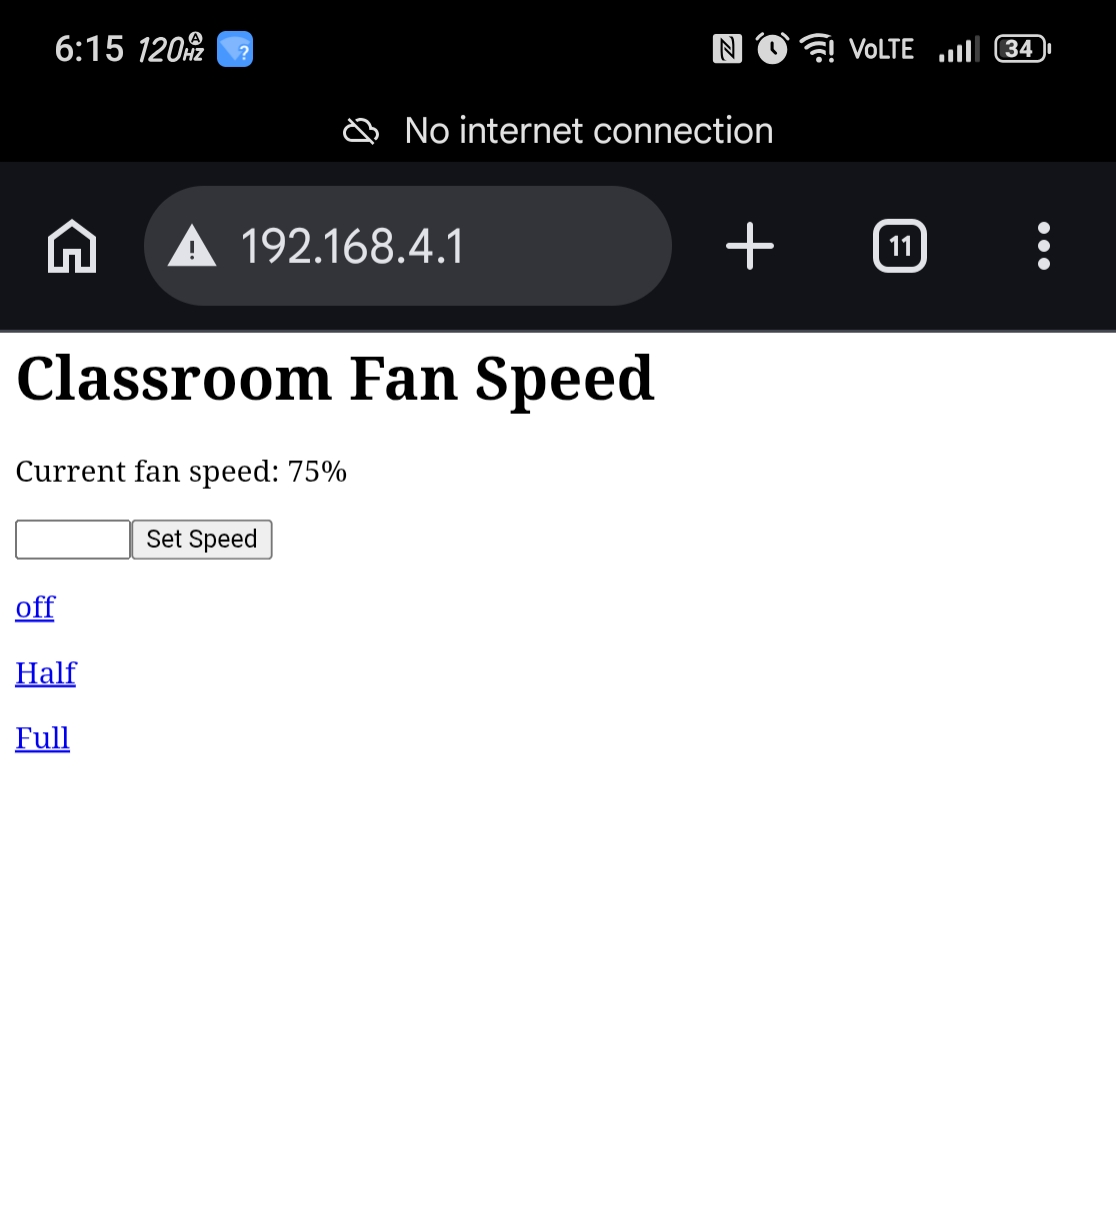 6:15 120Hz A ? N VoLTE 34
No internet connection
192.168.4.1 11
Classroom Fan Speed
Current fan speed: 75%
Set Speed
off
Half
Full